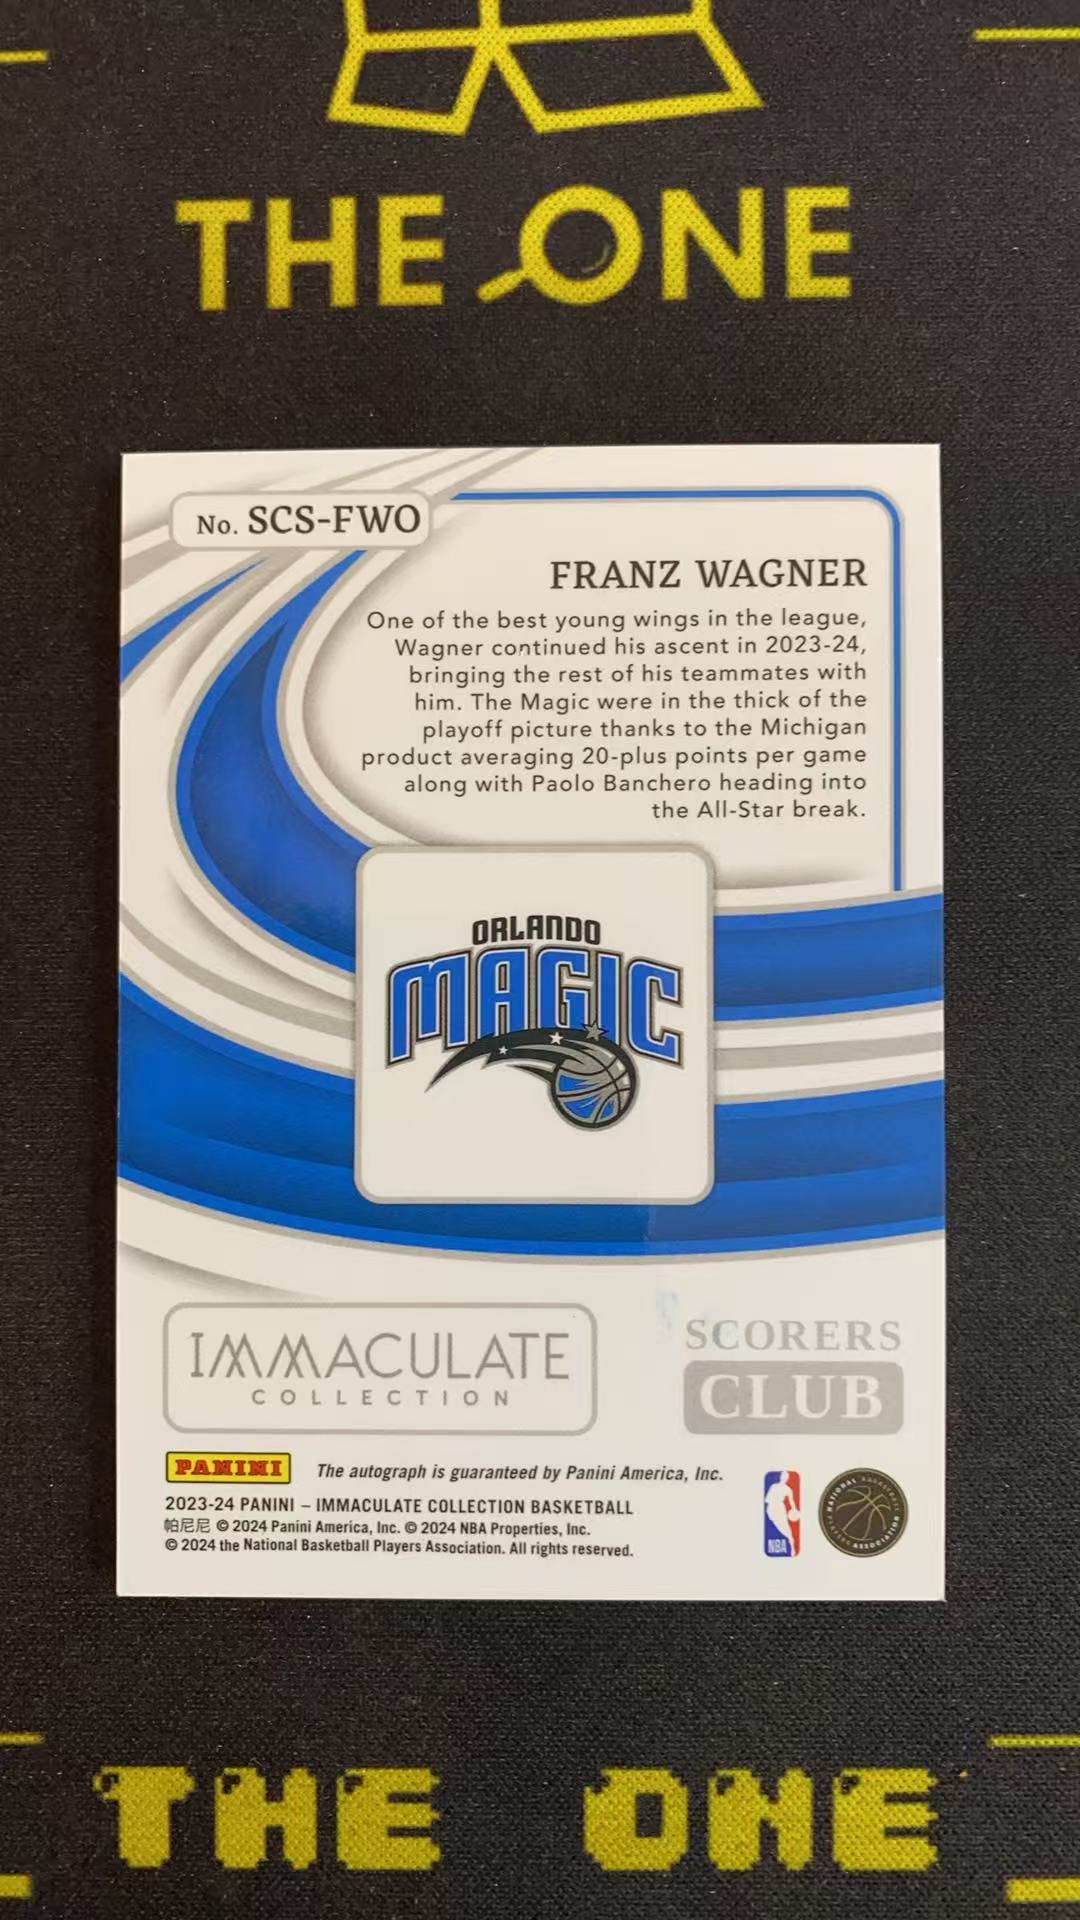 THE ONE
No. SCS-FWO
FRANZ WAGNER
One of the best young wings in the league,
Wagner continued his ascent in 2023-24,
bringing the rest of his teammates with
him. The Magic were in the thick of the
playoff picture thanks to the Michigan
product averaging 20-plus points per game
along with Paolo Banchero heading into
the All-Star break.
ORLANDO
MAGIC
IMMACULATE
COLLECTION
SCORERS
CLUB
PANINI
The autograph is guaranteed by Panini America, Inc.
2023-24 PANINI – IMMACULATE COLLECTION BASKETBALL
帕尼尼 © 2024 Panini America, Inc. © 2024 NBA Properties, Inc.
© 2024 the National Basketball Players Association. All rights reserved.
NBA
NATIONAL BASKETBALL
PLAYERS ASSOCIATION
THE ONE